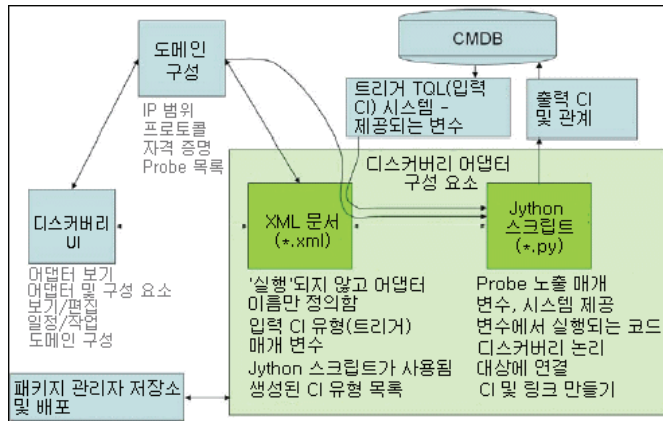 CMDB
도메인
구성
IP 범위
프로토콜
자격 증명
Probe 목록
트리거 TQL(입력
CI) 시스템 -
제공되는 변수
출력 CI
및 관계
디스커버리 어댑터
구성 요소
디스커버리
UI
어댑터 보기
어댑터 및 구성 요소
보기/편집
일정/작업
도메인 구성
XML 문서
(*.xml)
'실행'되지 않고 어댑터
이름만 정의함
입력 CI 유형(트리거)
매개 변수
Jython 스크립트가 사용됨
생성된 CI 유형 목록
Jython
스크립트
(*.py)
Probe 노출 매개
변수, 시스템 제공
변수에서 실행되는 코드
디스커버리 논리
대상에 연결
CI 및 링크 만들기
패키지 관리자 저장소
및 배포